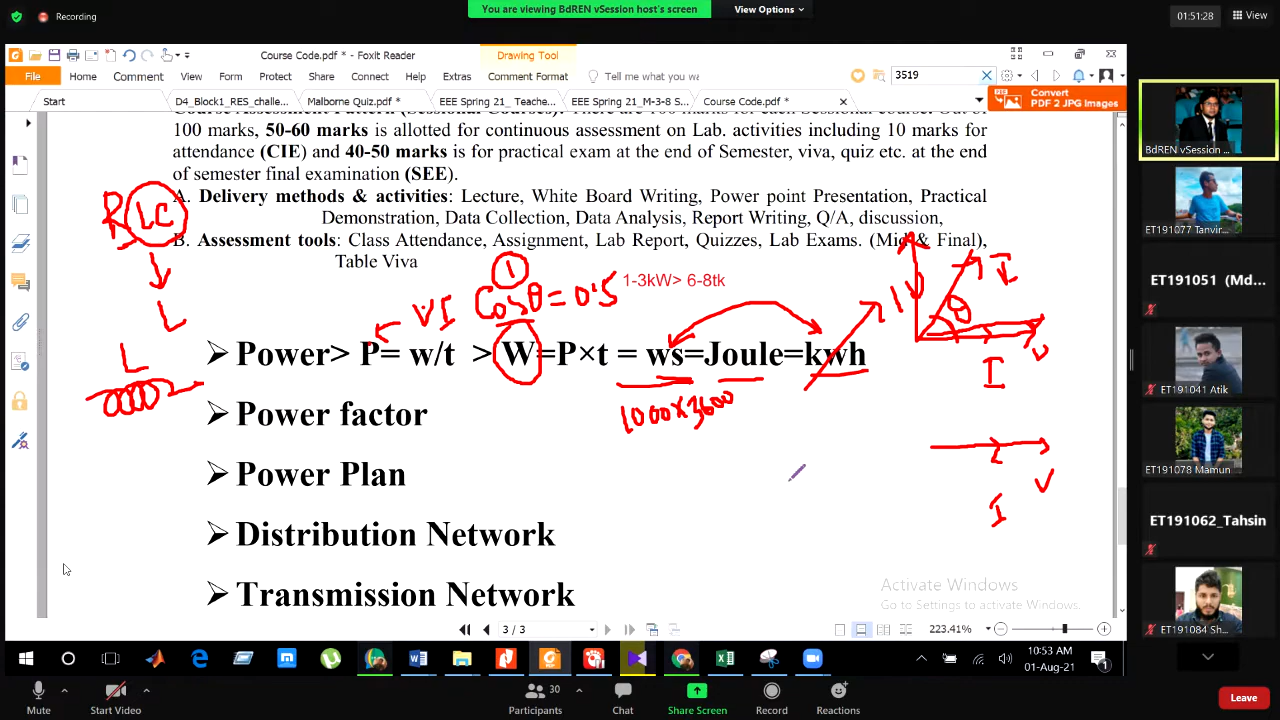 Recording
You are viewing BdREN vSession host's screen
View Options
01:51:28
View
Course Code.pdf * - Foxit Reader
Drawing Tool
File
Home
Comment
View
Form
Protect
Share
Connect
Help
Extras
Comment Format
Tell me what you wa
3519
Start
D4_Block1_RES_challe...
Malborne Quiz.pdf *
EEE Spring 21_ Teache...
EEE Spring 21_M-3-8 S...
Course Code.pdf *
Convert
PDF 2 JPG Images
100 marks, 50-60 marks is allotted for continuous assessment on Lab. activities including 10 marks for
attendance (CIE) and 40-50 marks is for practical exam at the end of Semester, viva, quiz etc. at the end
of semester final examination (SEE).
A. Delivery methods & activities: Lecture, White Board Writing, Power point Presentation, Practical
Demonstration, Data Collection, Data Analysis, Report Writing, Q/A, discussion,
B. Assessment tools: Class Attendance, Assignment, Lab Report, Quizzes, Lab Exams. (Mid & Final),
Table Viva
RLC
L
L
1
VI Cosθ = 0.5
1-3kW> 6-8tk
V
I
θ
V
I
➢ Power> P= w/t > W=P×t = ws=Joule=kwh
1000×3600
➢ Power factor
➢ Power Plan
V
I
➢ Distribution Network
➢ Transmission Network
Activate Windows
Go to Settings to activate Windows.
3 / 3
223.41%
BdREN vSession ...
ET191077 Tanvir...
ET191051 (Md...
ET191041 Atik
ET191078 Mamun
ET191062_Tahsin
ET191084 Sh...
10:53 AM
01-Aug-21
1
Mute
Start Video
30
Participants
Chat
Share Screen
Record
Reactions
Leave